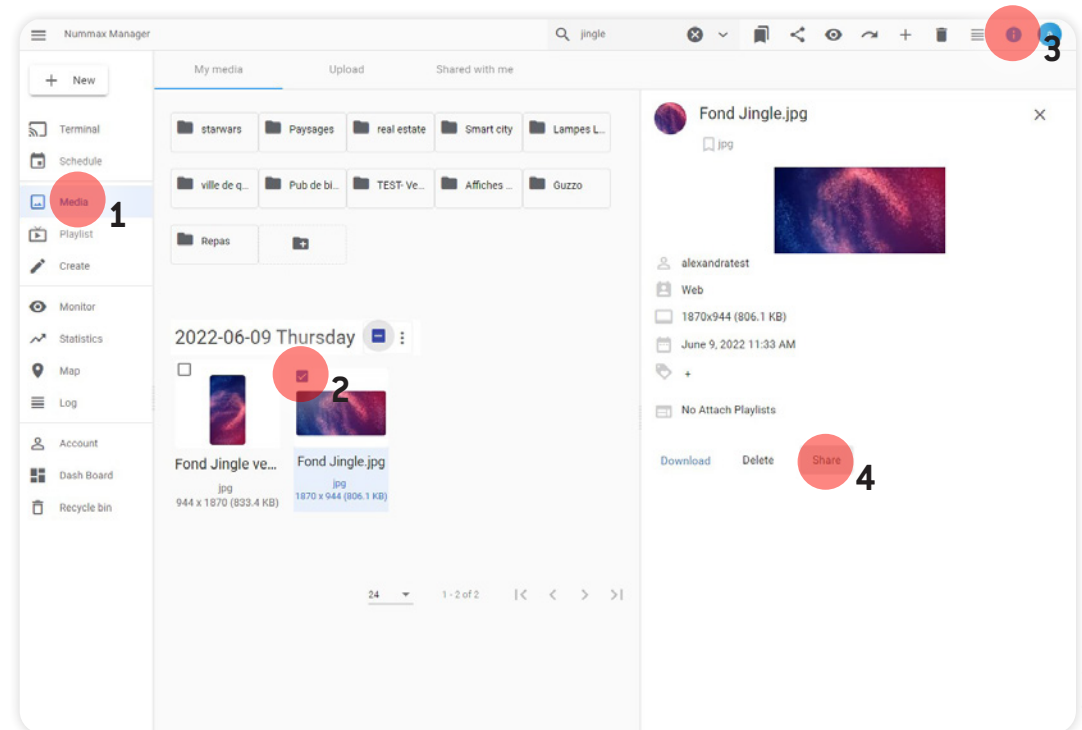 Nummax Manager
jingle
3
New
My media
Upload
Shared with me
Terminal
Schedule
Media
1
Playlist
Create
Monitor
Statistics
Map
Log
Account
Dash Board
Recycle bin
starwars
Paysages
real estate
Smart city
Lampes L...
ville de q...
Pub de bi...
TEST- Ve...
Affiches ...
Guzzo
Repas
2022-06-09 Thursday
2
Fond Jingle ve...
jpg
944 x 1870 (833.4 KB)
Fond Jingle.jpg
jpg
1870 x 944 (806.1 KB)
24
1 - 2 of 2
Fond Jingle.jpg
jpg
alexandratest
Web
1870x944 (806.1 KB)
June 9, 2022 11:33 AM
+
No Attach Playlists
Download
Delete
Share
4